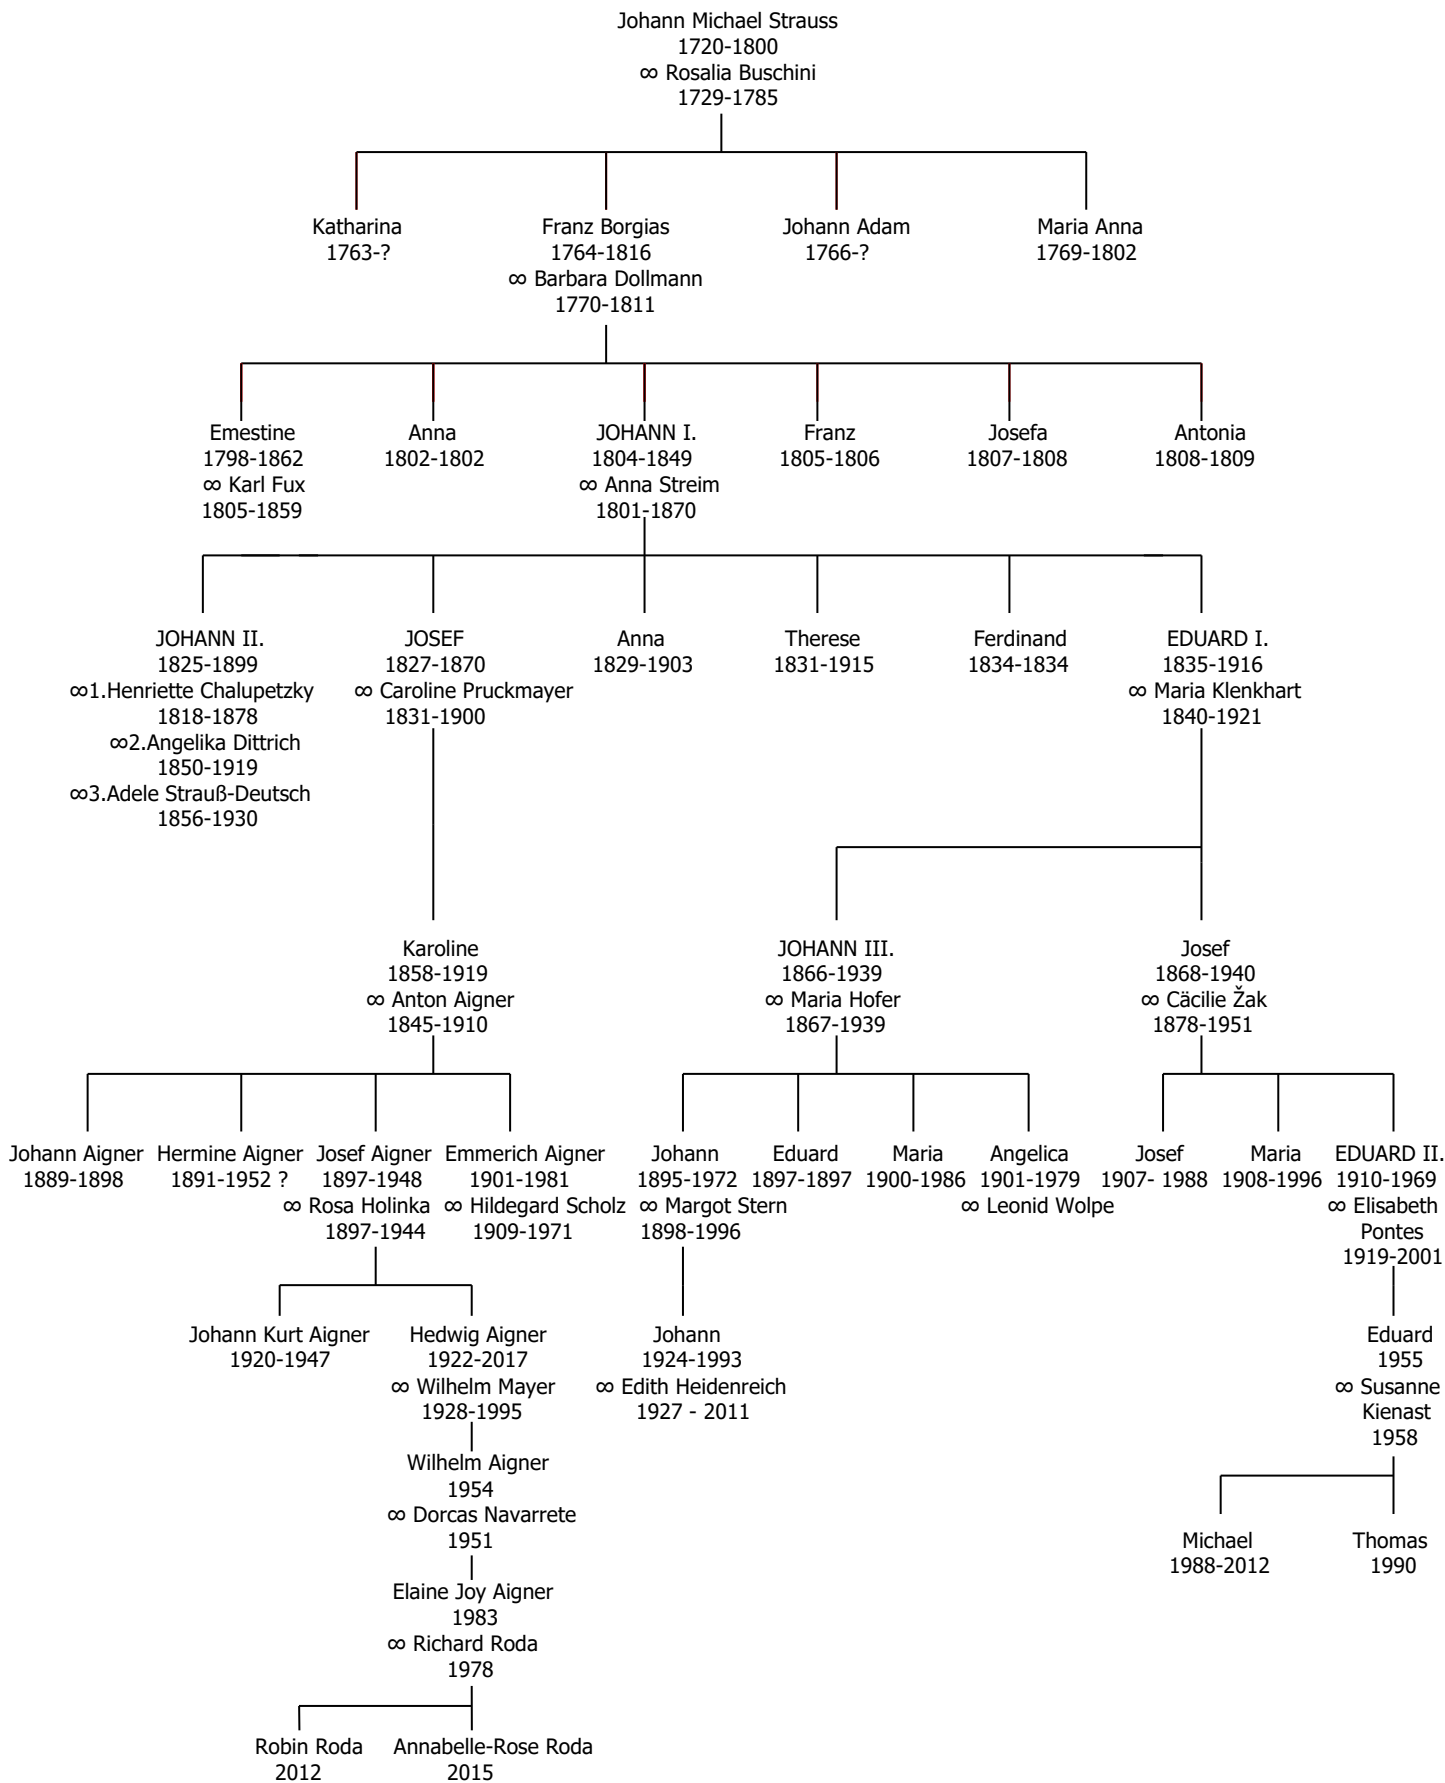 Johann Michael Strauss
1720-1800
∞ Rosalia Buschini
1729-1785
Katharina
1763-?
Franz Borgias
1764-1816
∞ Barbara Dollmann
1770-1811
Johann Adam
1766-?
Maria Anna
1769-1802
Emestine
1798-1862
∞ Karl Fux
1805-1859
Anna
1802-1802
JOHANN I.
1804-1849
∞ Anna Streim
1801-1870
Franz
1805-1806
Josefa
1807-1808
Antonia
1808-1809
JOHANN II.
1825-1899
∞1.Henriette Chalupetzky
1818-1878
∞2.Angelika Dittrich
1850-1919
∞3.Adele Strauß-Deutsch
1856-1930
JOSEF
1827-1870
∞ Caroline Pruckmayer
1831-1900
Anna
1829-1903
Therese
1831-1915
Ferdinand
1834-1834
EDUARD I.
1835-1916
∞ Maria Klenkhart
1840-1921
Karoline
1858-1919
∞ Anton Aigner
1845-1910
JOHANN III.
1866-1939
∞ Maria Hofer
1867-1939
Josef
1868-1940
∞ Cäcilie Žak
1878-1951
Johann Aigner
1889-1898
Hermine Aigner
1891-1952 ?
Josef Aigner
1897-1948
∞ Rosa Holinka
1897-1944
Emmerich Aigner
1901-1981
∞ Hildegard Scholz
1909-1971
Johann
1895-1972
∞ Margot Stern
1898-1996
Eduard
1897-1897
Maria
1900-1986
Angelica
1901-1979
∞ Leonid Wolpe
Josef
1907- 1988
Maria
1908-1996
EDUARD II.
1910-1969
∞ Elisabeth
Pontes
1919-2001
Johann Kurt Aigner
1920-1947
Hedwig Aigner
1922-2017
∞ Wilhelm Mayer
1928-1995
Johann
1924-1993
∞ Edith Heidenreich
1927 - 2011
Eduard
1955
∞ Susanne
Kienast
1958
Wilhelm Aigner
1954
∞ Dorcas Navarrete
1951
Michael
1988-2012
Thomas
1990
Elaine Joy Aigner
1983
∞ Richard Roda
1978
Robin Roda
2012
Annabelle-Rose Roda
2015